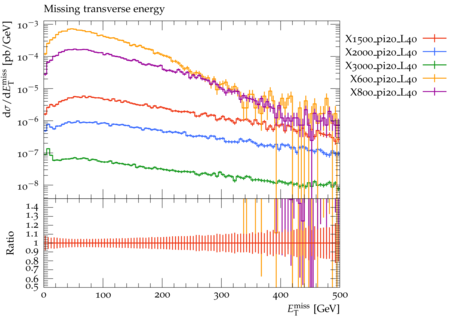 Missing transverse energy
dσ / dE_T^miss [pb/GeV]
10⁻³
10⁻⁴
10⁻⁵
10⁻⁶
10⁻⁷
10⁻⁸
X1500_pi20_L40
X2000_pi20_L40
X3000_pi20_L40
X600_pi20_L40
X800_pi20_L40
Ratio
1.4
1.3
1.2
1.1
1
0.9
0.8
0.7
0.6
0.5
0 100 200 300 400 500
E_T^miss [GeV]